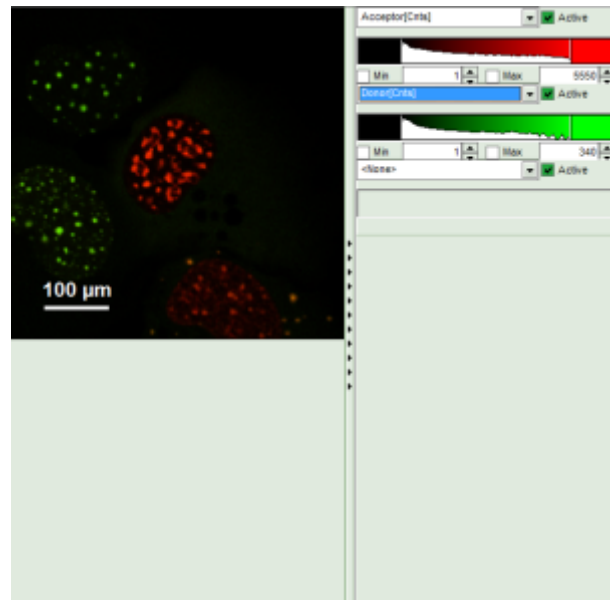 Acceptor[Cnts]
Active
Min 1 Max 5550
Donor[Cnts]
Active
Min 1 Max 340
<None>
Active
100 µm